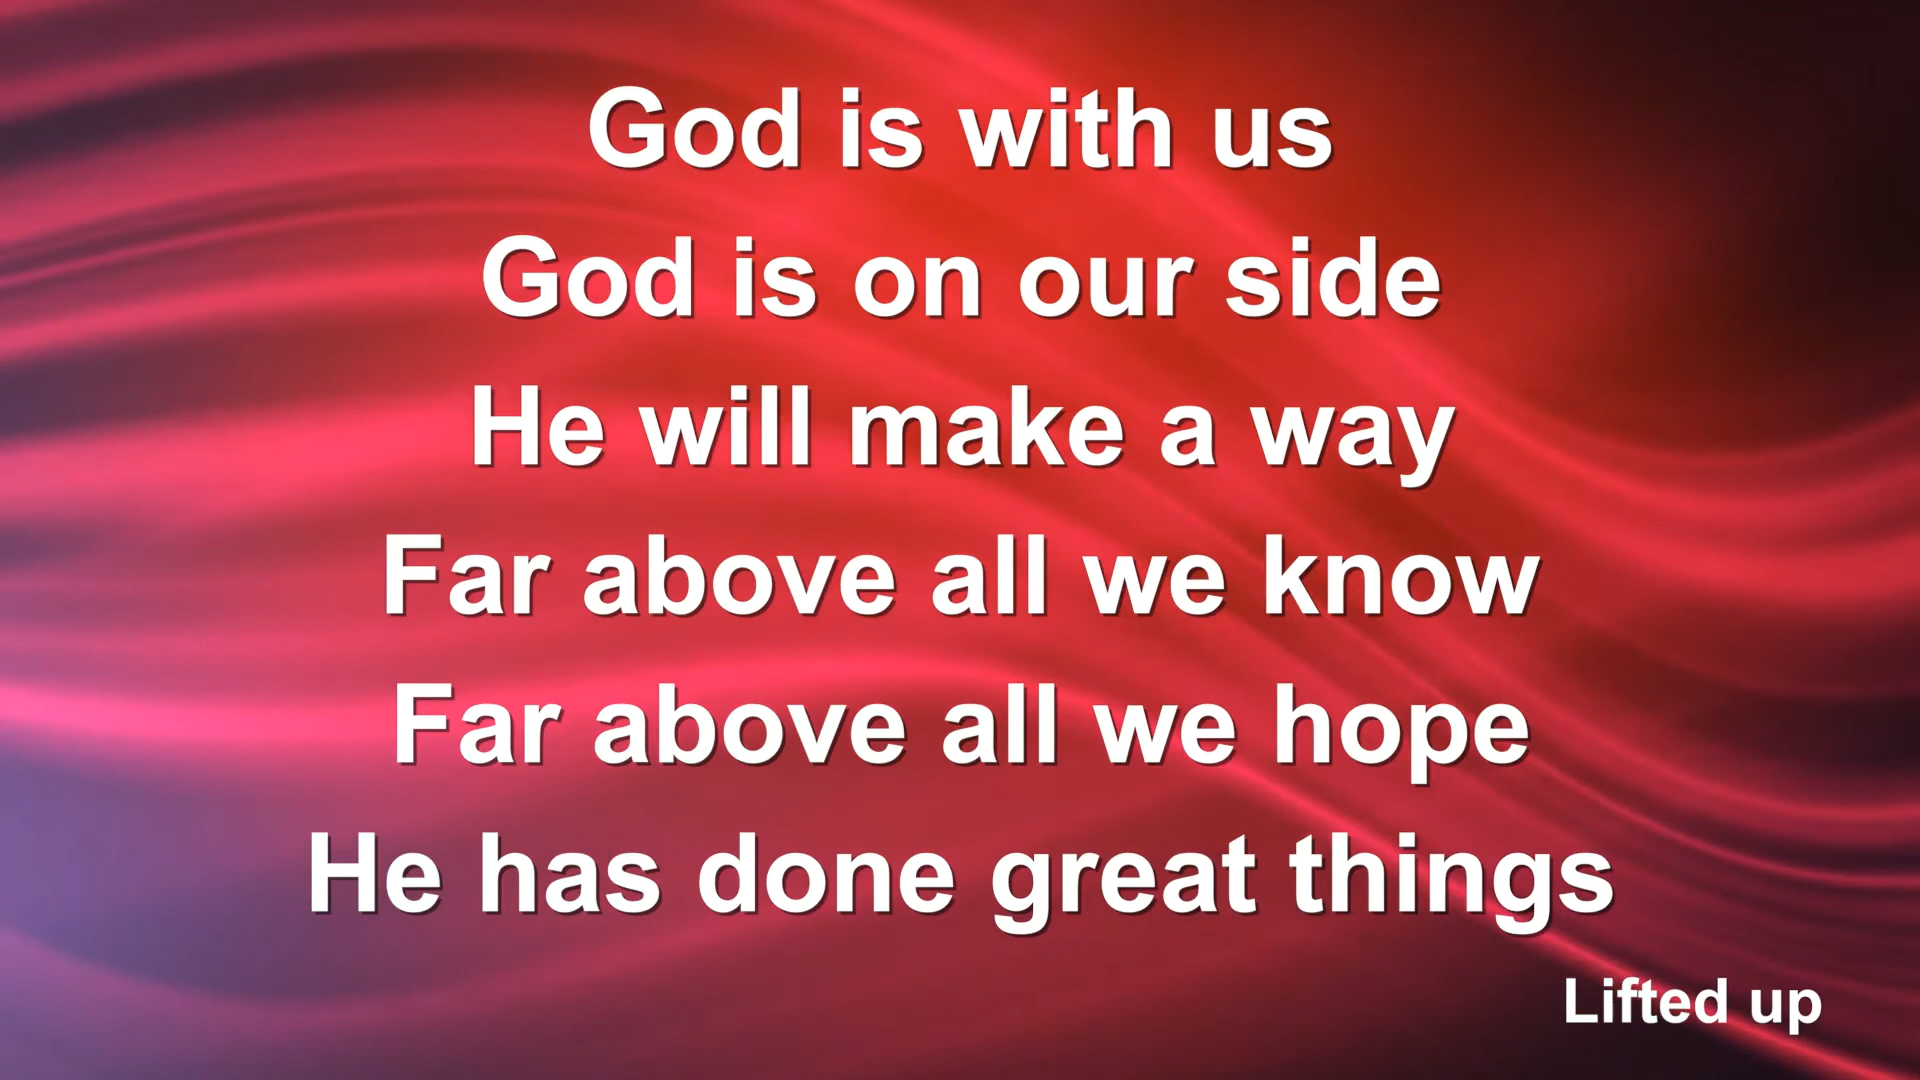 God is with us
God is on our side
He will make a way
Far above all we know
Far above all we hope
He has done great things
Lifted up